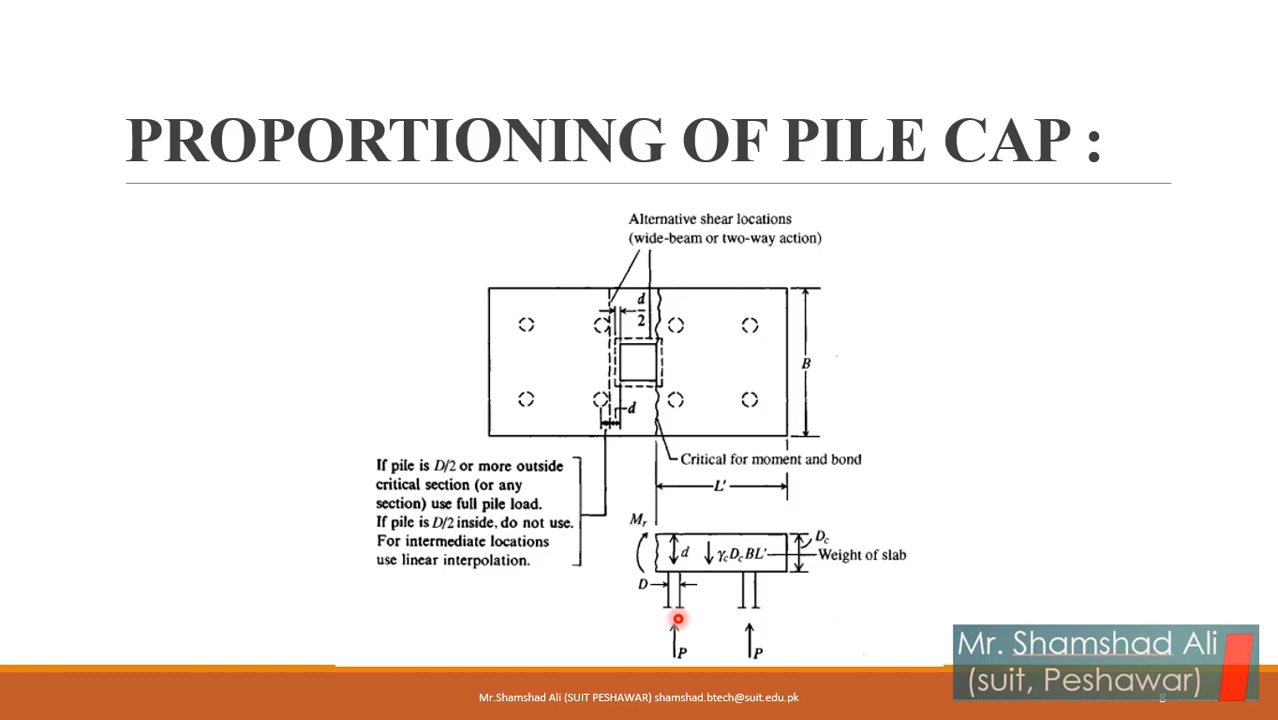 PROPORTIONING OF PILE CAP :
Alternative shear locations
(wide-beam or two-way action)
d
2
B
d
If pile is D/2 or more outside
critical section (or any
section) use full pile load.
If pile is D/2 inside, do not use.
For intermediate locations
use linear interpolation.
Critical for moment and bond
L'
Mr
Dc
d
γcDcBL'
Weight of slab
D
P
P
Mr. Shamshad Ali
(suit, Peshawar)
Mr.Shamshad Ali (SUIT PESHAWAR) shamshad.btech@suit.edu.pk
8